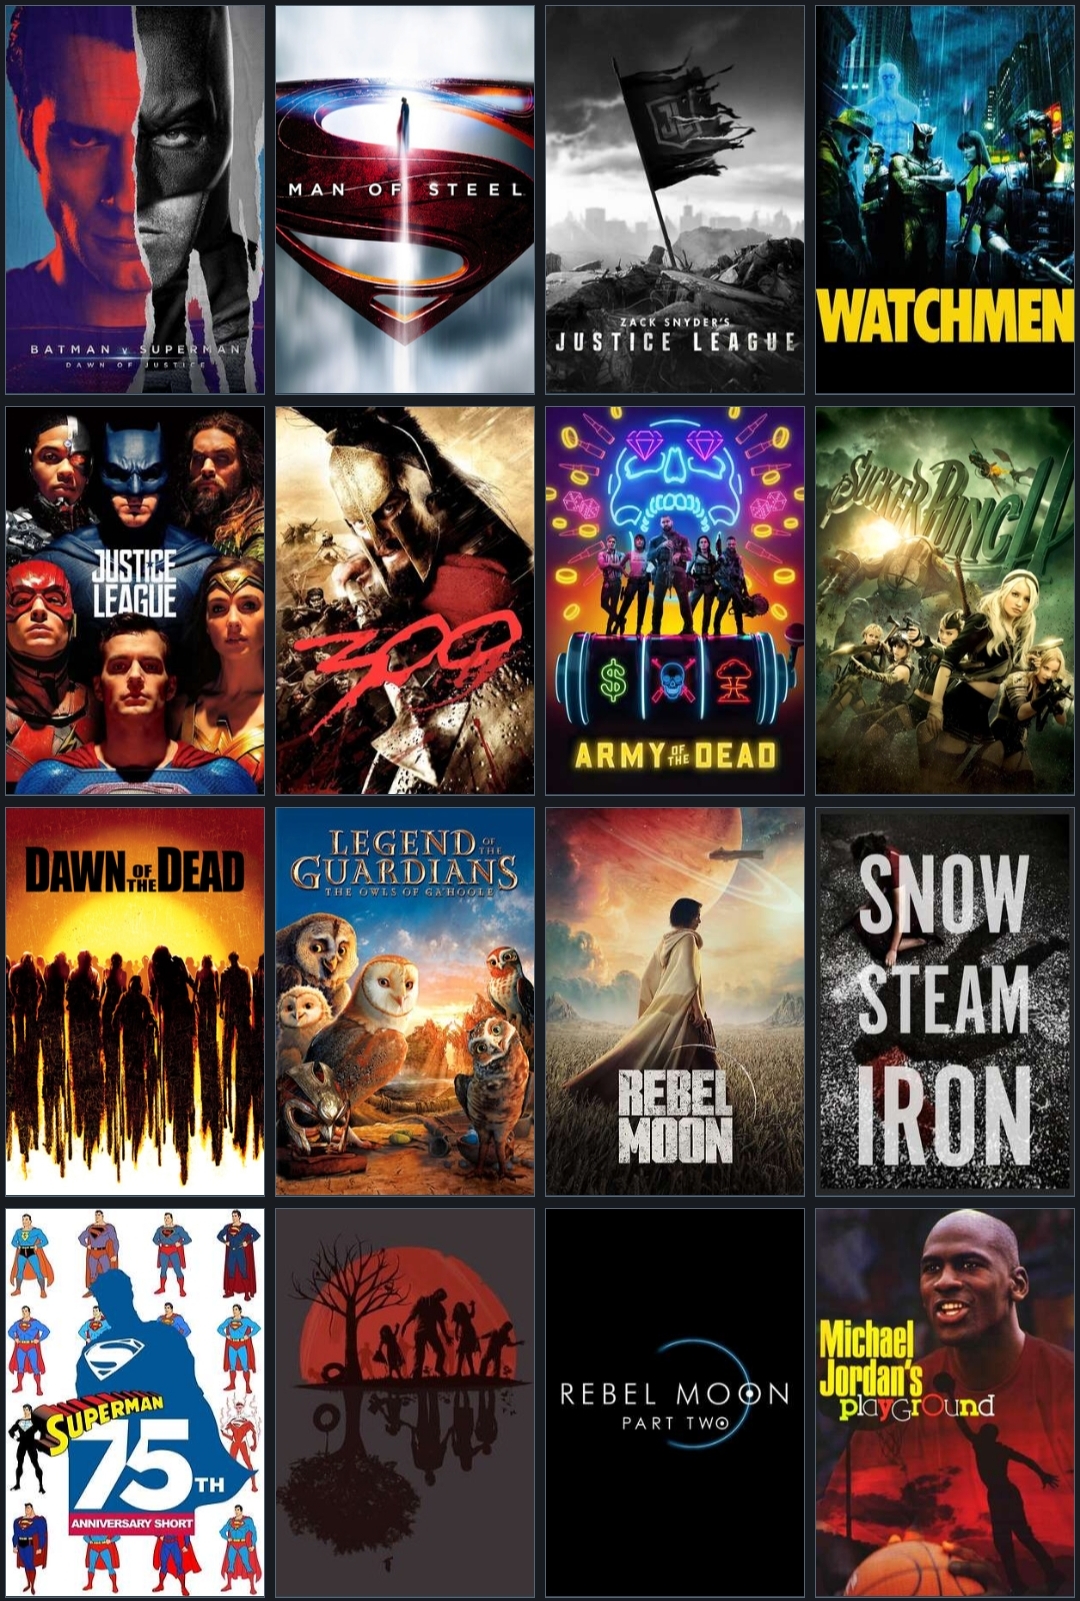 BATMAN v SUPERMAN
DAWN OF JUSTICE
MAN OF STEEL
JL
ZACK SNYDER'S
JUSTICE LEAGUE
WATCHMEN
JUSTICE
LEAGUE
300
$
ARMY OF THE DEAD
SUCKER PUNCH
DAWN OF THE DEAD
LEGEND OF THE
GUARDIANS
THE OWLS OF GA'HOOLE
REBEL
MOON
SNOW
STEAM
IRON
SUPERMAN
75TH
ANNIVERSARY SHORT
REBEL MOON
PART TWO
Michael
Jordan's
playground